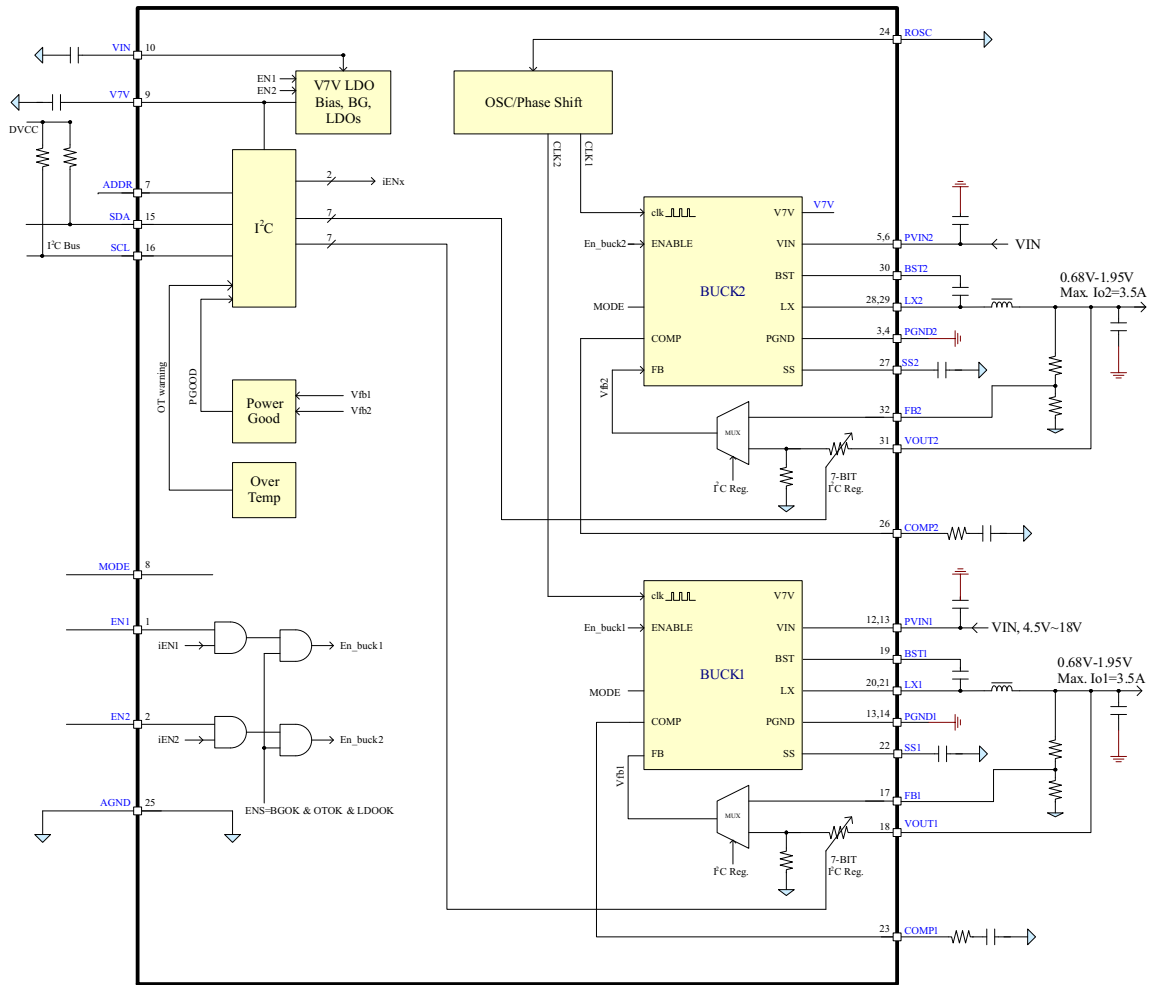 VIN
10
V7V
9
DVCC
EN1
EN2
V7V LDO
Bias, BG,
LDOs
OSC/Phase Shift
24
ROSC
CLK2
CLK1
ADDR
7
SDA
15
I²C Bus
SCL
16
I²C
2
iENx
7
7
OT warning
PGOOD
Power
Good
Vfb1
Vfb2
Over
Temp
clk
V7V
V7V
En_buck2
ENABLE
VIN
5,6
PVIN2
VIN
BST
30
BST2
BUCK2
MODE
LX
28,29
LX2
0.68V-1.95V
Max. Io2=3.5A
COMP
PGND
3,4
PGND2
FB
SS
27
SS2
Vfb2
MUX
32
FB2
31
VOUT2
I²C Reg.
7-BIT
I²C Reg.
26
COMP2
MODE
8
EN1
1
iEN1
En_buck1
EN2
2
iEN2
En_buck2
AGND
25
ENS=BGOK & OTOK & LDOOK
clk
V7V
En_buck1
ENABLE
VIN
12,13
PVIN1
VIN, 4.5V~18V
BST
19
BST1
BUCK1
MODE
LX
20,21
LX1
0.68V-1.95V
Max. Io1=3.5A
COMP
PGND
13,14
PGND1
FB
SS
22
SS1
Vfb1
MUX
17
FB1
18
VOUT1
I²C Reg.
7-BIT
I²C Reg.
23
COMP1